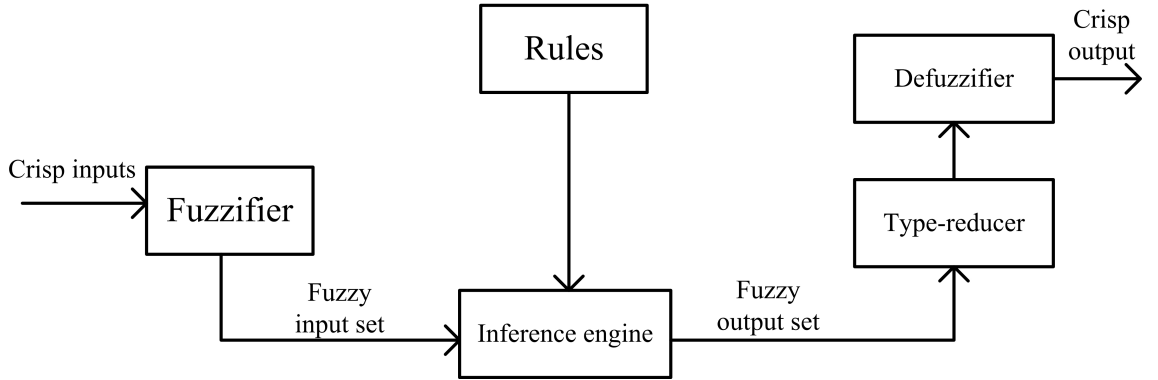 Crisp inputs
Fuzzifier
Fuzzy
input set
Rules
Inference engine
Fuzzy
output set
Type-reducer
Defuzzifier
Crisp
output